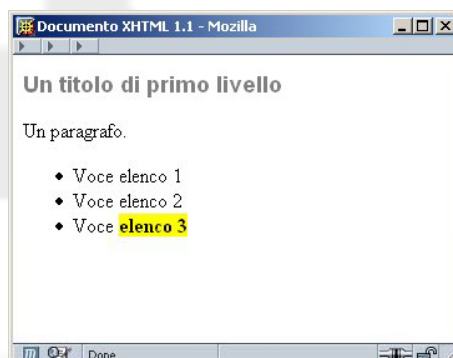 Documento XHTML 1.1 - Mozilla
Un titolo di primo livello
Un paragrafo.
Voce elenco 1
Voce elenco 2
Voce elenco 3
Done